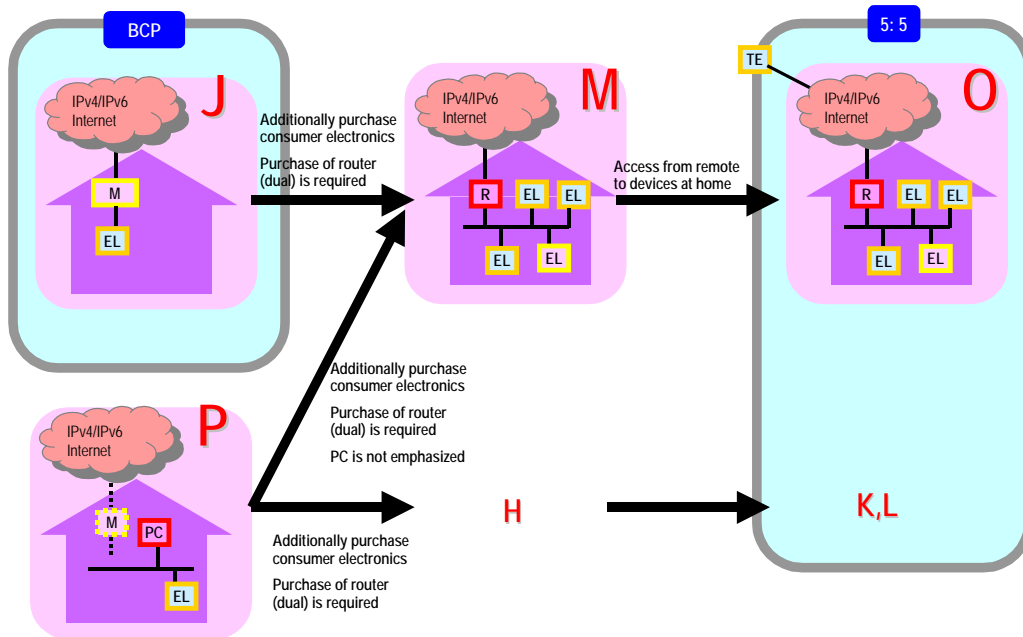 BCP
5: 5
J
IPv4/IPv6
Internet
M
EL
Additionally purchase
consumer electronics
Purchase of router
(dual) is required
M
IPv4/IPv6
Internet
R
EL
EL
EL
EL
Access from remote
to devices at home
TE
O
IPv4/IPv6
Internet
R
EL
EL
EL
EL
Additionally purchase
consumer electronics
Purchase of router
(dual) is required
PC is not emphasized
P
IPv4/IPv6
Internet
M
PC
EL
Additionally purchase
consumer electronics
Purchase of router
(dual) is required
H
K,L